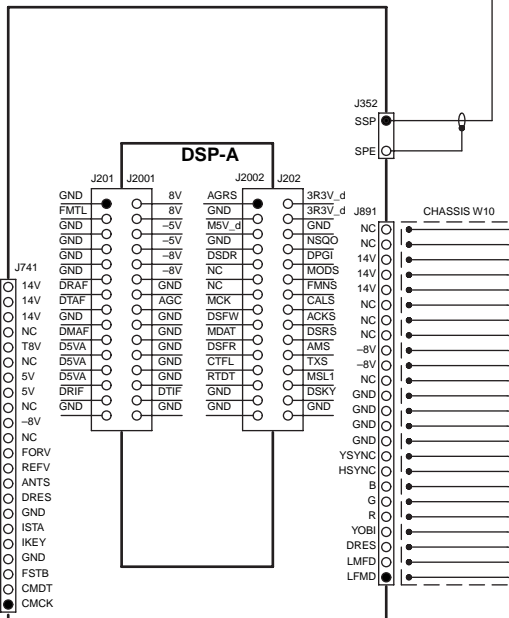 J352
SSP
SPE
DSP-A
J201 J2001
GND 8V
FMTL 8V
GND –5V
GND –5V
GND –8V
GND –8V
DRAF GND
DTAF AGC
GND GND
DMAF GND
D5VA GND
D5VA GND
D5VA GND
DRIF DTIF
GND GND
J2002 J202
AGRS 3R3V_d
GND 3R3V_d
M5V_d GND
GND NSQO
DSDR DPGI
NC MODS
NC FMNS
MCK CALS
DSFW ACKS
MDAT DSRS
DSFR AMS
CTFL TXS
RTDT MSL1
GND DSKY
GND GND
J741
14V
14V
14V
NC
T8V
NC
5V
5V
NC
–8V
NC
FORV
REFV
ANTS
DRES
GND
ISTA
IKEY
GND
FSTB
CMDT
CMCK
J891
NC
NC
14V
14V
14V
NC
NC
NC
–8V
–8V
NC
GND
GND
GND
GND
YSYNC
HSYNC
B
G
R
YOBI
DRES
LMFD
LFMD
CHASSIS W10